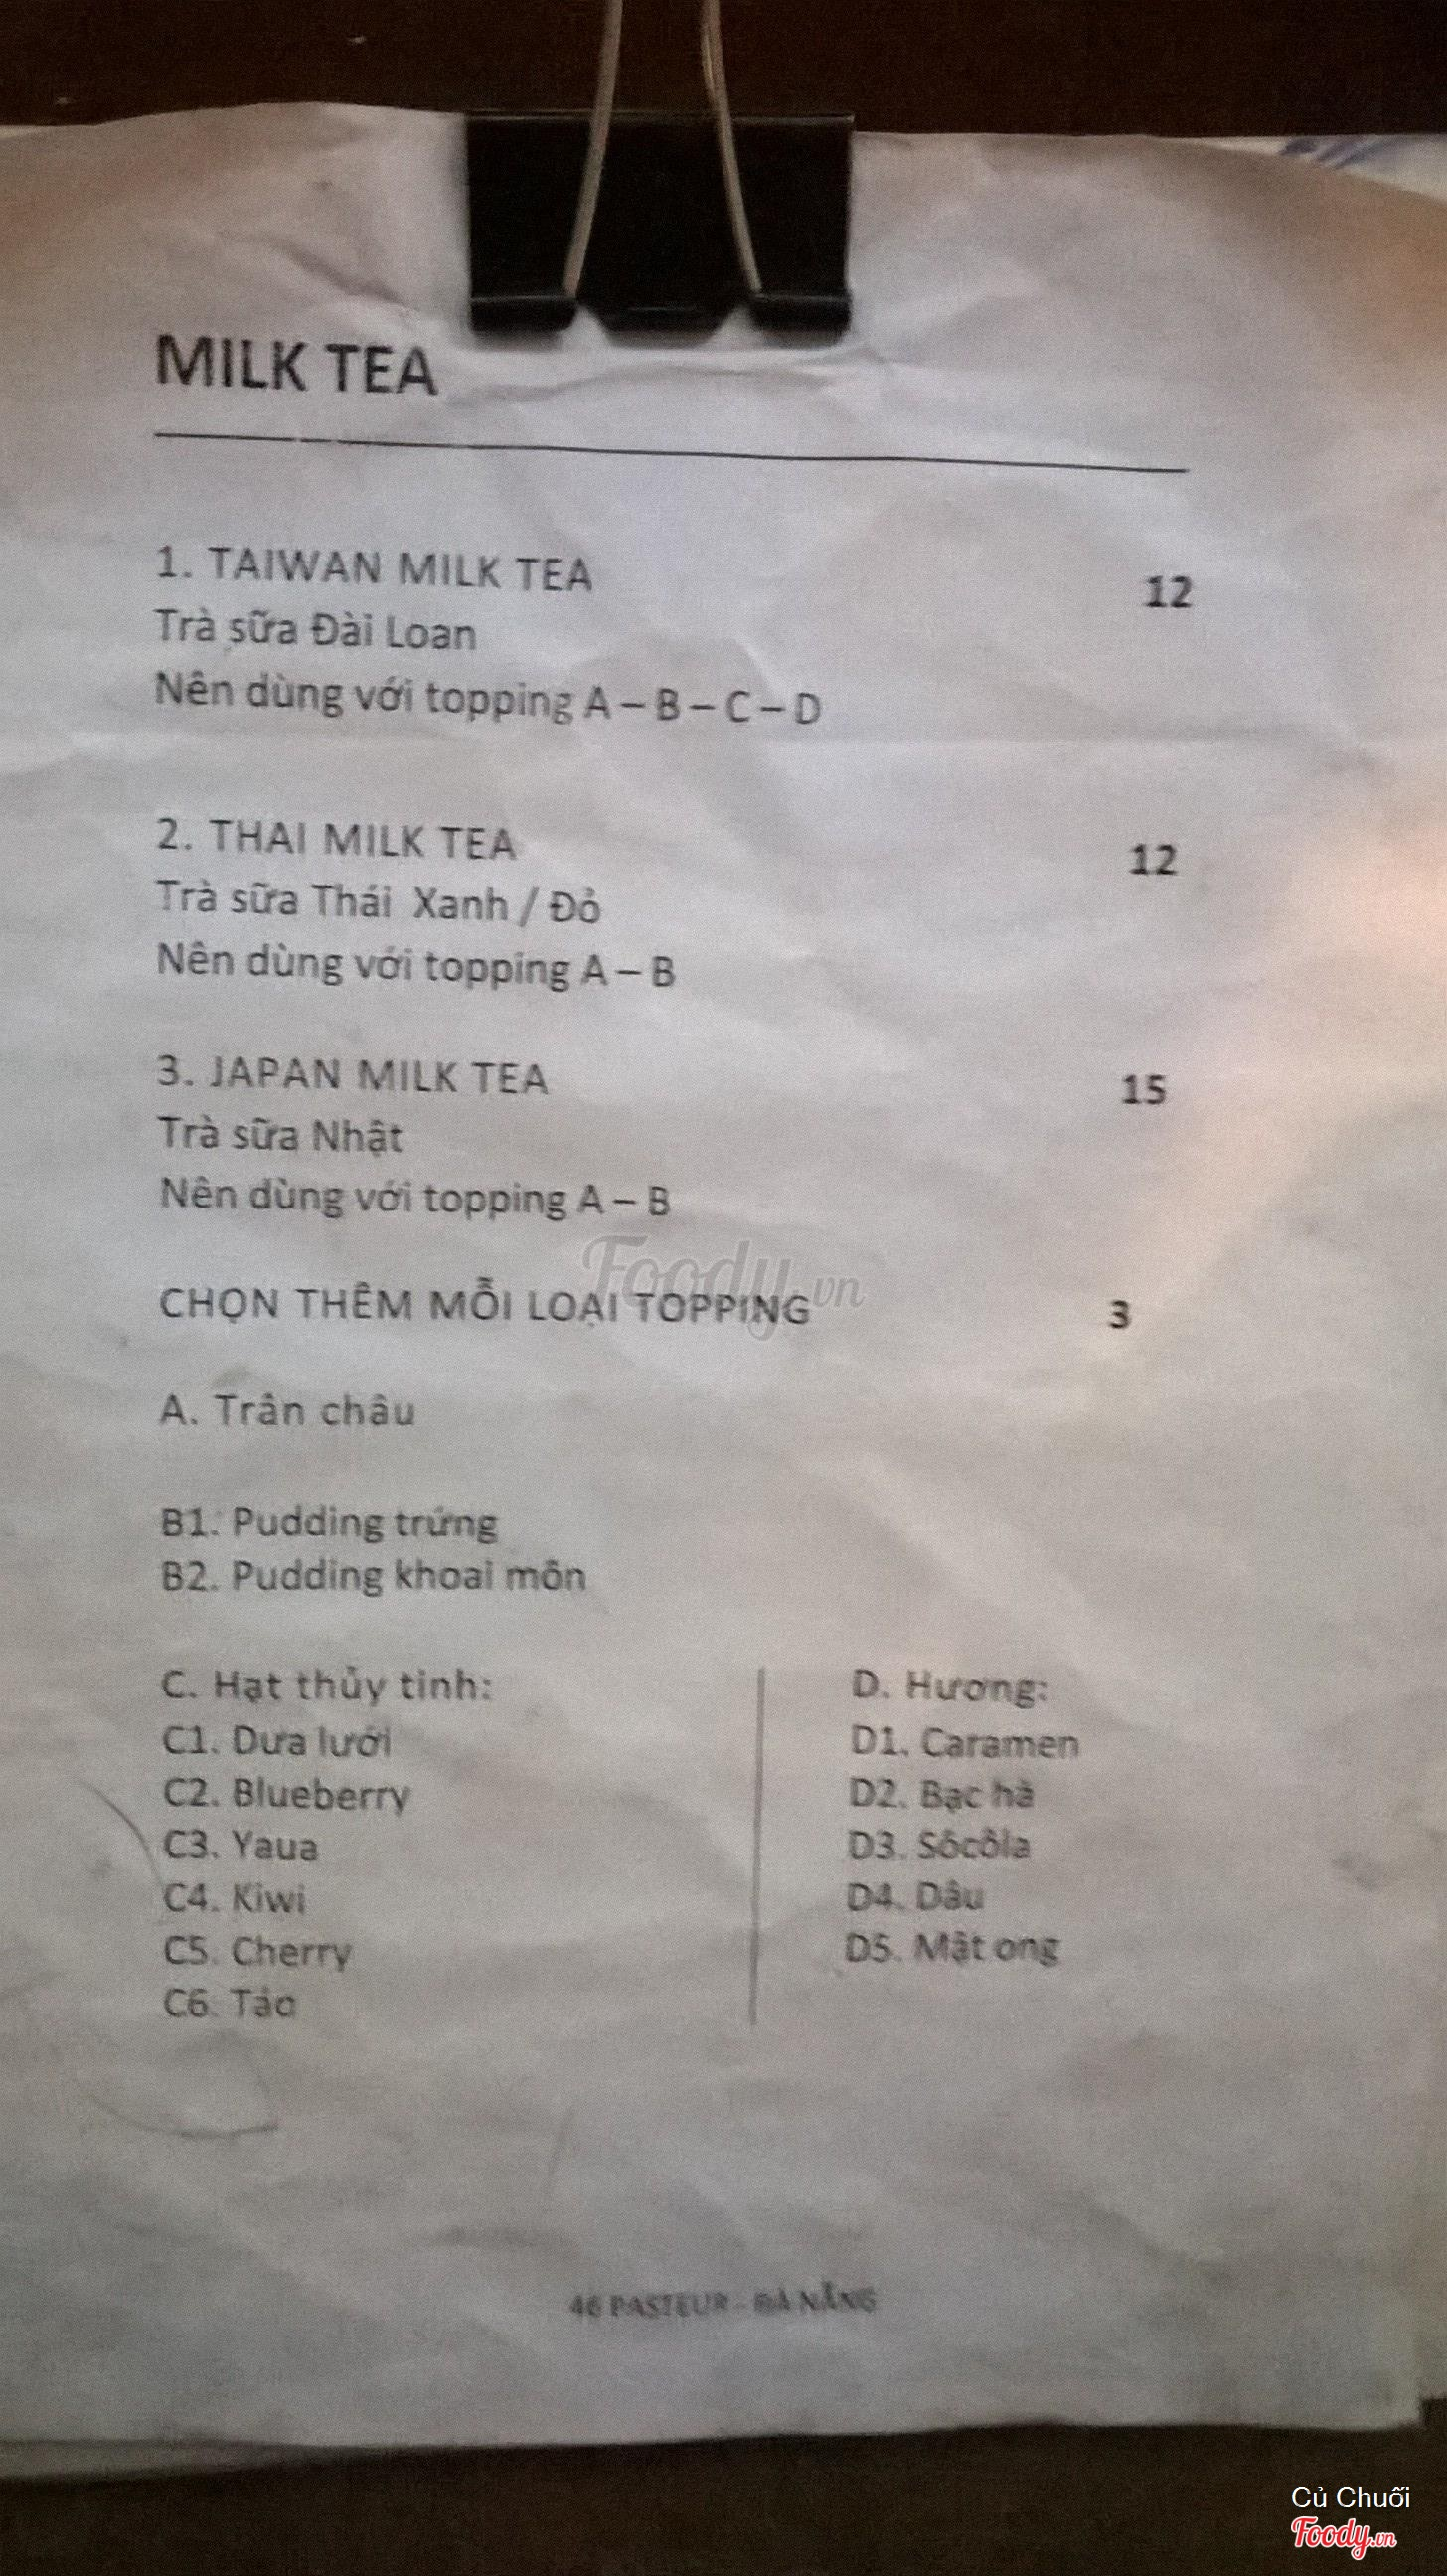 MILK TEA
1. TAIWAN MILK TEA 12
Trà sữa Đài Loan
Nên dùng với topping A – B – C – D
2. THAI MILK TEA 12
Trà sữa Thái Xanh / Đỏ
Nên dùng với topping A – B
3. JAPAN MILK TEA 15
Trà sữa Nhật
Nên dùng với topping A – B
Foody.vn
CHỌN THÊM MỖI LOẠI TOPPING 3
A. Trân châu
B1. Pudding trứng
B2. Pudding khoai môn
C. Hạt thủy tinh:
C1. Dưa lưới
C2. Blueberry
C3. Yaua
C4. Kiwi
C5. Cherry
C6. Táo
D. Hương:
D1. Caramen
D2. Bạc hà
D3. Sôcôla
D4. Dâu
D5. Mật ong
46 PASTEUR - ĐÀ NẴNG
Củ Chuối
Foody.vn